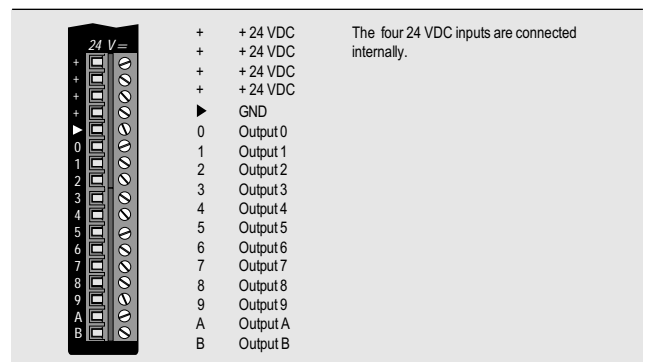 24 V=
+
+
+
+
▶
0
1
2
3
4
5
6
7
8
9
A
B
+ + 24 VDC
+ + 24 VDC
+ + 24 VDC
+ + 24 VDC
▶ GND
0 Output 0
1 Output 1
2 Output 2
3 Output 3
4 Output 4
5 Output 5
6 Output 6
7 Output 7
8 Output 8
9 Output 9
A Output A
B Output B
The four 24 VDC inputs are connected
internally.